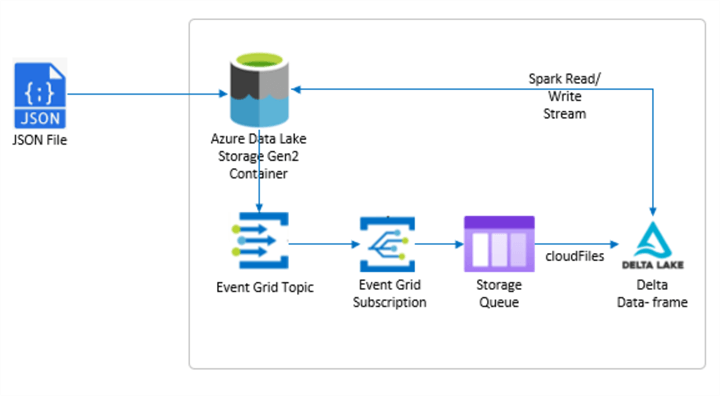 {;}
JSON
JSON File
Azure Data Lake
Storage Gen2
Container
Spark Read/
Write
Stream
Event Grid Topic
Event Grid
Subscription
Storage
Queue
cloudFiles
DELTA LAKE
Delta
Data- frame